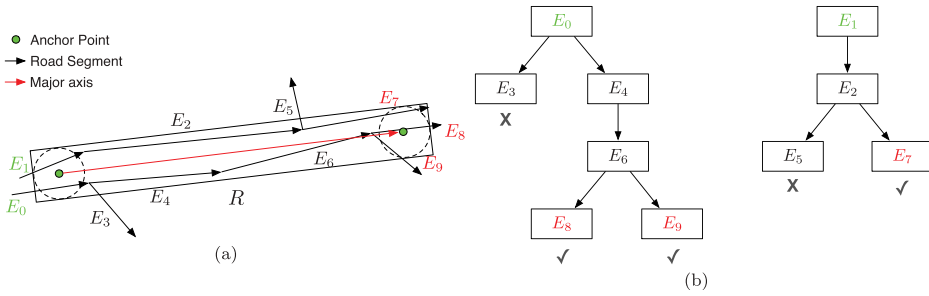 Anchor Point
Road Segment
Major axis
E₀
E₁
E₂
E₃
E₄
E₅
E₆
E₇
E₈
E₉
R
(a)
E₀
E₃ E₄
X
E₆
E₈ E₉
✓ ✓
E₁
E₂
E₅ E₇
X ✓
(b)